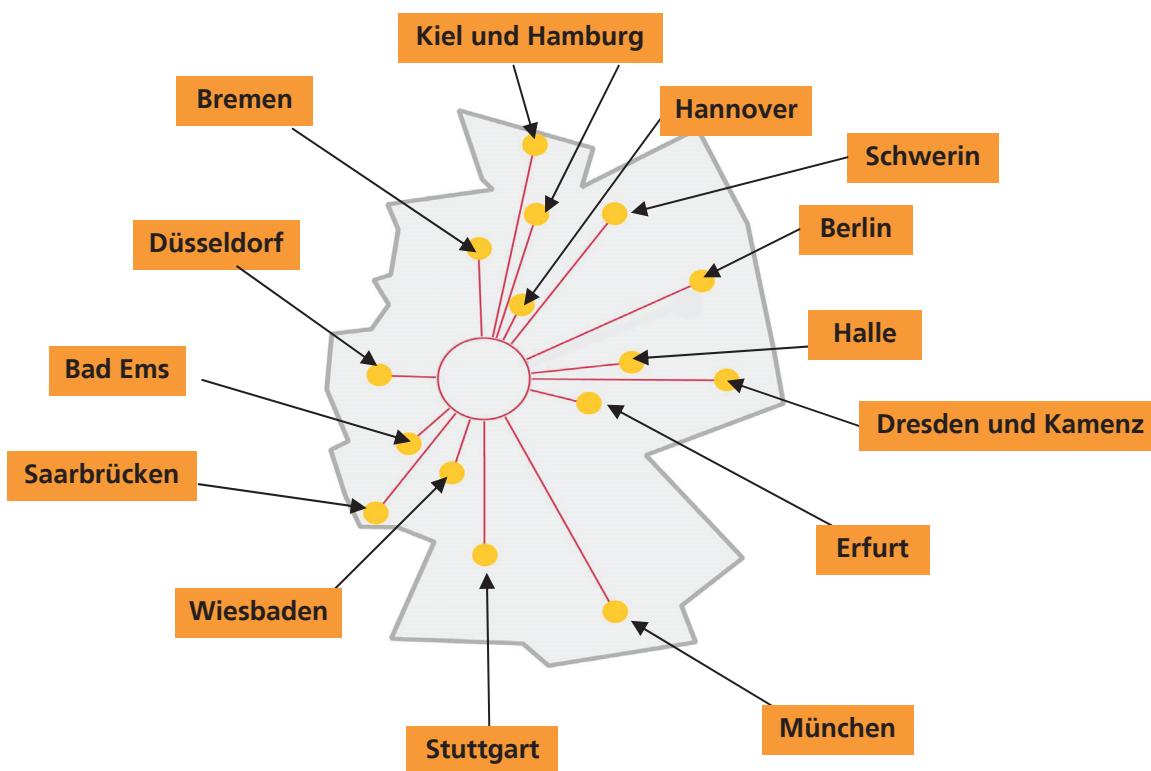 Kiel und Hamburg
Bremen
Hannover
Schwerin
Düsseldorf
Berlin
Halle
Bad Ems
Dresden und Kamenz
Saarbrücken
Erfurt
Wiesbaden
München
Stuttgart